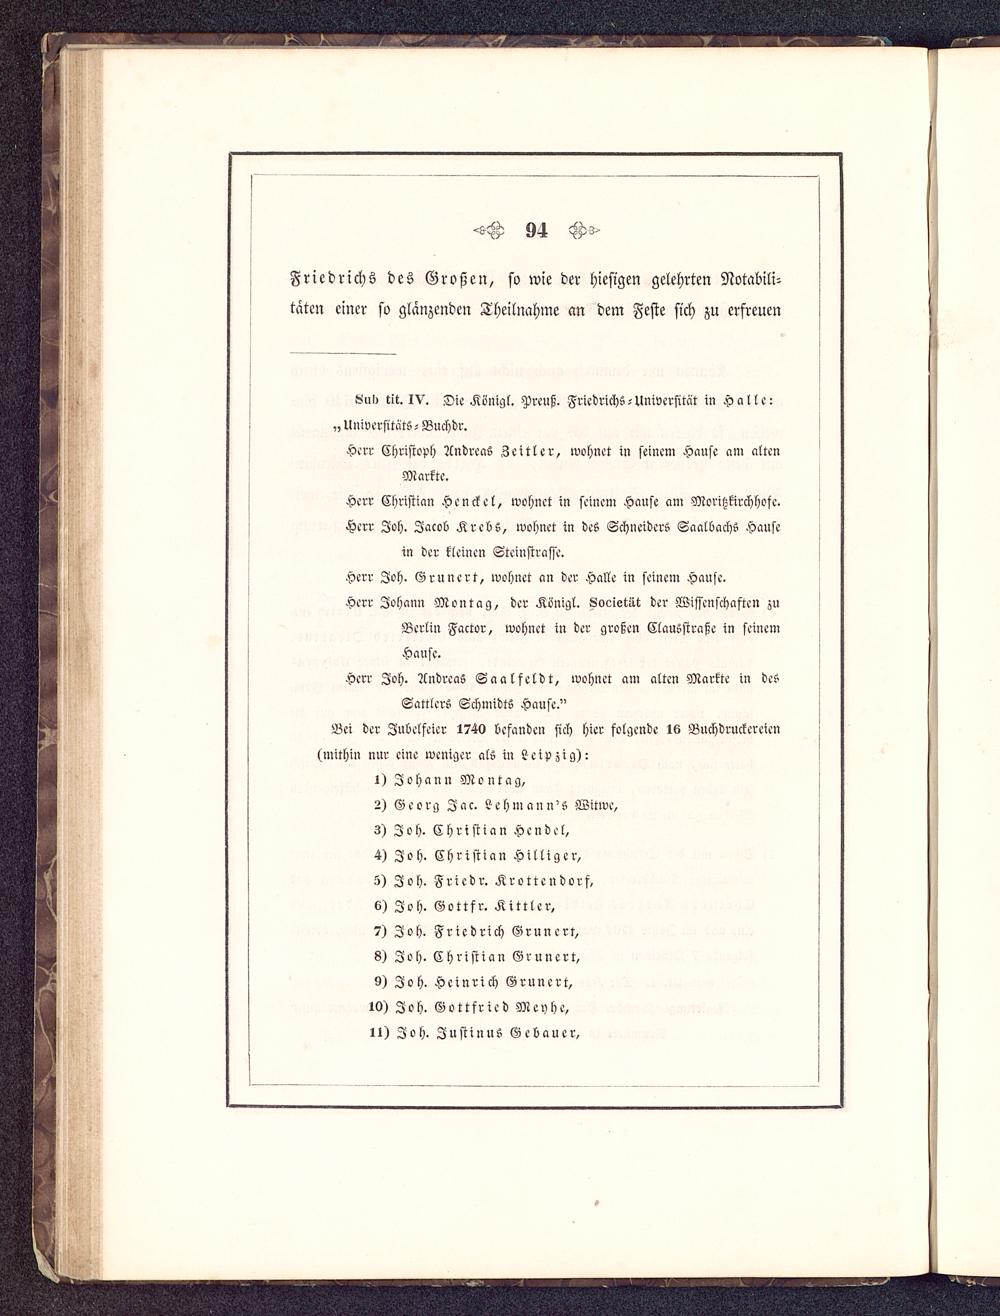 94
Friedrichs des Großen, so wie der hiesigen gelehrten Notabili-
täten einer so glänzenden Theilnahme an dem Feste sich zu erfreuen
Sub tit. IV. Die Königl. Preuß. Friedrichs-Universität in Halle:
„Universitäts-Buchdr.
Herr Christoph Andreas Zeitler, wohnet in seinem Hause am alten
Markte.
Herr Christian Henckel, wohnet in seinem Hause am Moritzkirchhofe.
Herr Joh. Jacob Krebs, wohnet in des Schneiders Saalbachs Hause
in der kleinen Steinstrasse.
Herr Joh. Grunert, wohnet an der Halle in seinem Hause.
Herr Johann Montag, der Königl. Societät der Wissenschaften zu
Berlin Factor, wohnet in der großen Clausstraße in seinem
Hause.
Herr Joh. Andreas Saalfeldt, wohnet am alten Markte in des
Sattlers Schmidts Hause.”
Bei der Jubelfeier 1740 befanden sich hier folgende 16 Buchdruckereien
(mithin nur eine weniger als in Leipzig):
1) Johann Montag,
2) Georg Jac. Lehmann's Witwe,
3) Joh. Christian Hendel,
4) Joh. Christian Hilliger,
5) Joh. Friedr. Krottendorf,
6) Joh. Gottfr. Kittler,
7) Joh. Friedrich Grunert,
8) Joh. Christian Grunert,
9) Joh. Heinrich Grunert,
10) Joh. Gottfried Meyhe,
11) Joh. Justinus Gebauer,